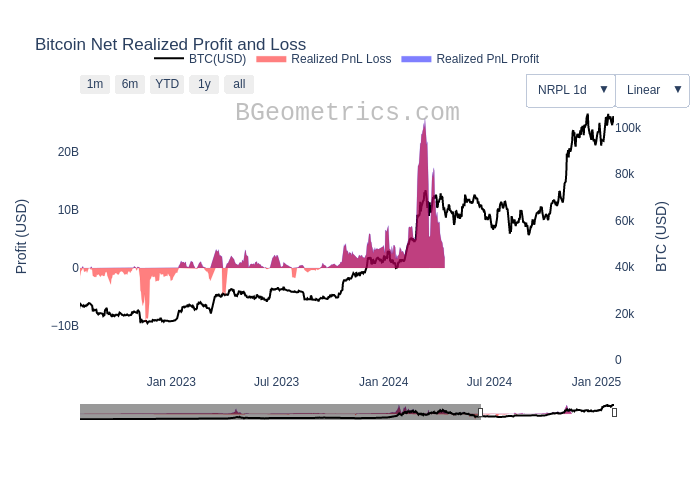 Bitcoin Net Realized Profit and Loss
BTC(USD) Realized PnL Loss Realized PnL Profit
1m 6m YTD 1y all NRPL 1d ▼ Linear ▼
BGeometrics.com
20B
10B
0
−10B
Profit (USD)
100k
80k
60k
40k
20k
0
BTC (USD)
Jan 2023 Jul 2023 Jan 2024 Jul 2024 Jan 2025